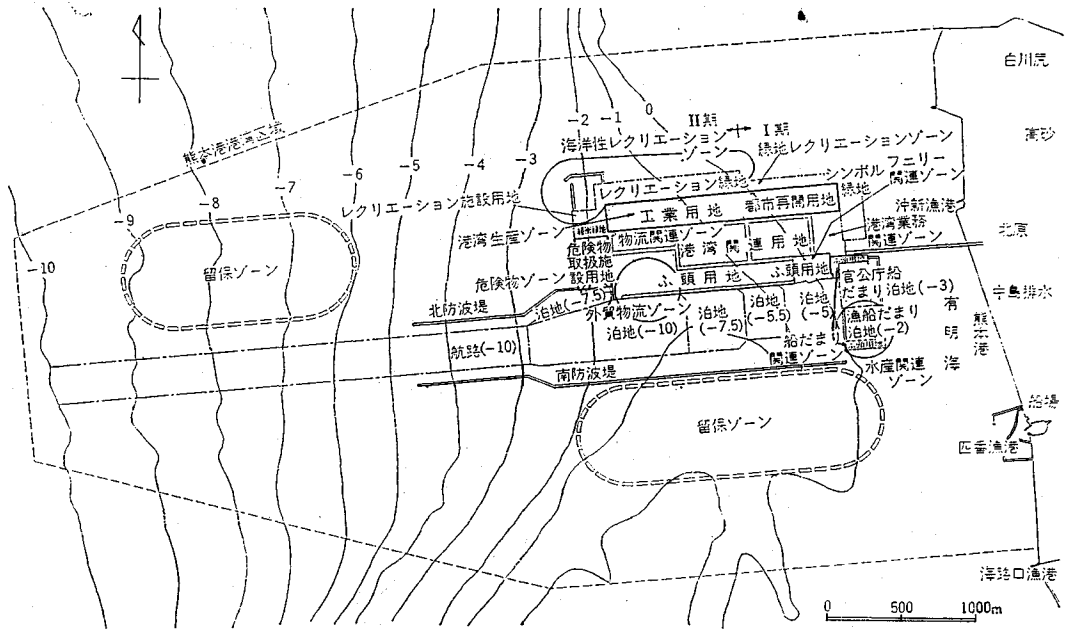 白川尻
高砂
熊本港港湾区域
0
-1
-2
-3
-4
-5
-6
-7
-8
-9
-10
II期
I期
海洋性レクリエーション
ゾーン
緑地
レクリエーションゾーン
レクリエーション緑地
シンボル
緑地
フェリー
関連ゾーン
レクリエーション施設用地
工業用地
都市再開用地
沖新漁港
港湾生産ゾーン
物流関連ゾーン
港湾関連用地
港湾業務
関連ゾーン
北原
危険物
取扱施
設用地
危険物ゾーン
ふ頭用地
ふ頭用地
官公庁船
だまり
泊地(-3)
留保ゾーン
北防波堤
泊地(-7.5)
外貿物流ゾーン
泊地
(-10)
泊地
(-7.5)
泊地
(-5.5)
泊地
(-5)
漁船だまり
泊地(-2)
有明海
熊本港
航路(-10)
船だまり
関連ゾーン
南防波堤
水産関連
ゾーン
留保ゾーン
船場
四番漁港
海路口漁港
0 500 1000m